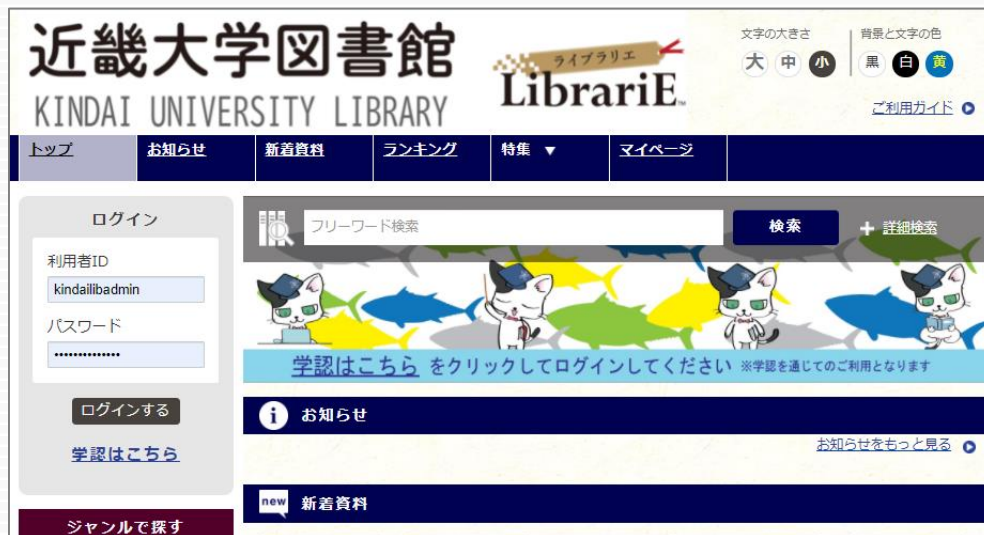 近畿大学図書館
KINDAI UNIVERSITY LIBRARY
ライブラリエ
LibrariE
文字の大きさ
大 中 小
背景と文字の色
黒 白 黄
ご利用ガイド
トップ お知らせ 新着資料 ランキング 特集 ▼ マイページ
ログイン
利用者ID
kindailibadmin
パスワード
••••••••••••••
ログインする
学認はこちら
ジャンルで探す
フリーワード検索 検索 + 詳細検索
学認はこちら をクリックしてログインしてください ※学認を通じてのご利用となります
i お知らせ
お知らせをもっと見る
new 新着資料